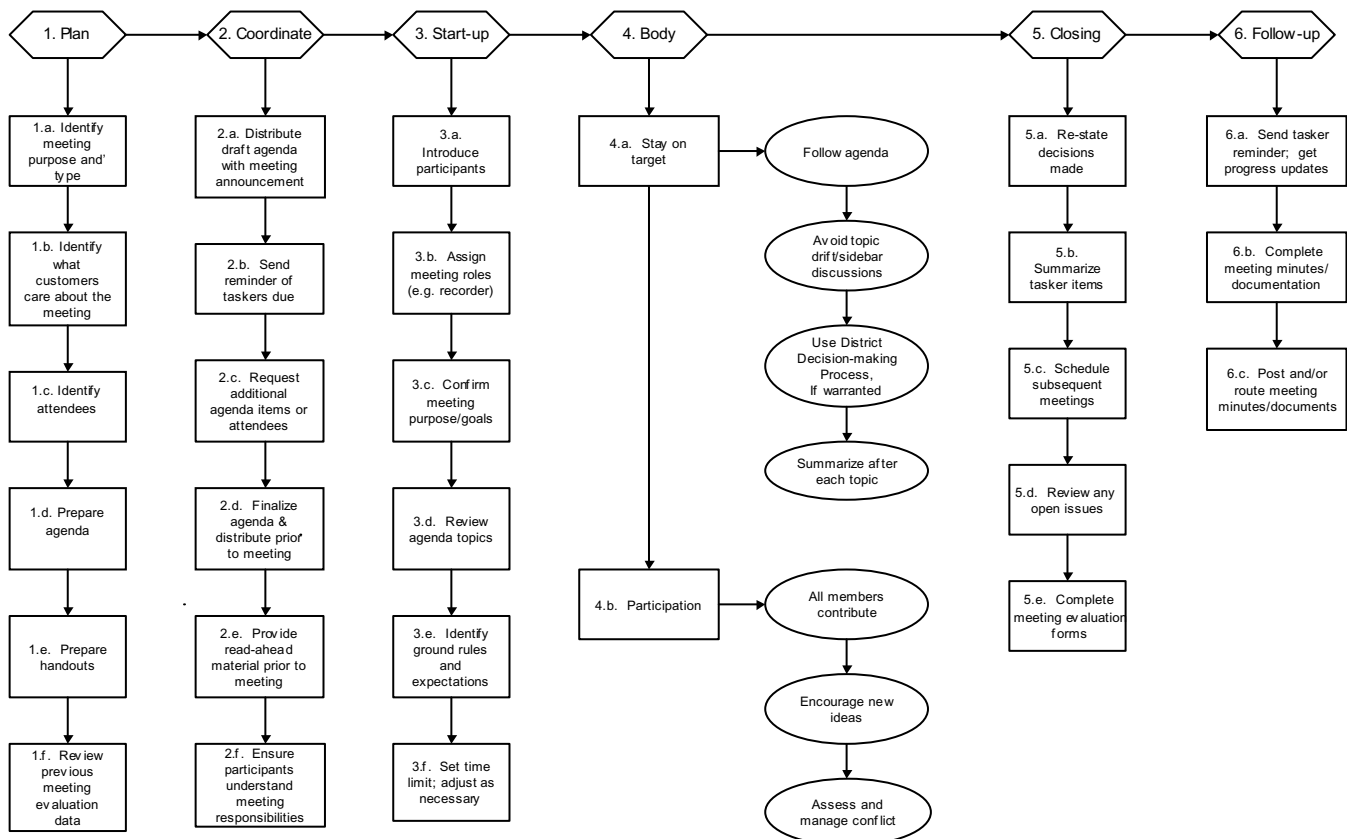 1. Plan
2. Coordinate
3. Start-up
4. Body
5. Closing
6. Follow-up
1.a. Identify
meeting
purpose and'
type
1.b. Identify
what
customers
care about the
meeting
1.c. Identify
attendees
1.d. Prepare
agenda
1.e. Prepare
handouts
1.f. Review
previous
meeting
evaluation
data
2.a. Distribute
draft agenda
with meeting
announcement
2.b. Send
reminder of
taskers due
2.c. Request
additional
agenda items or
attendees
2.d. Finalize
agenda &
distribute prior
to meeting
2.e. Provide
read-ahead
material prior to
meeting
2.f. Ensure
participants
understand
meeting
responsibilities
3.a.
Introduce
participants
3.b. Assign
meeting roles
(e.g. recorder)
3.c. Confirm
meeting
purpose/goals
3.d. Review
agenda topics
3.e. Identify
ground rules
and
expectations
3.f. Set time
limit; adjust as
necessary
4.a. Stay on
target
Follow agenda
Avoid topic
drift/sidebar
discussions
Use District
Decision-making
Process,
If warranted
Summarize after
each topic
4.b. Participation
All members
contribute
Encourage new
ideas
Assess and
manage conflict
5.a. Re-state
decisions
made
5.b.
Summarize
tasker items
5.c. Schedule
subsequent
meetings
5.d. Review any
open issues
5.e. Complete
meeting evaluation
forms
6.a. Send tasker
reminder; get
progress updates
6.b. Complete
meeting minutes/
documentation
6.c. Post and/or
route meeting
minutes/documents